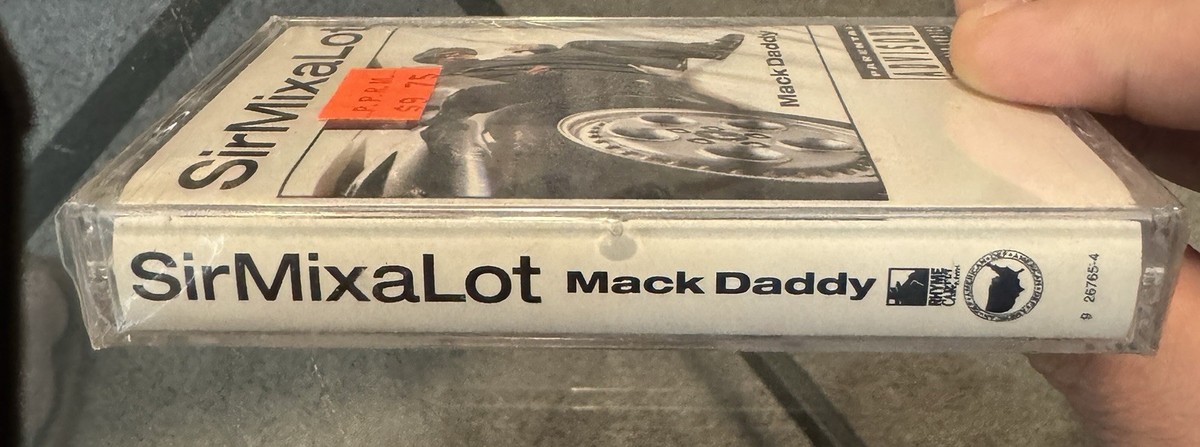 SirMixaLot
P.P.R.M.
$9.75
Mack Daddy
PARENTAL
ADVISORY
SirMixaLot Mack Daddy
RHYME
CARTEL
9 26765-4